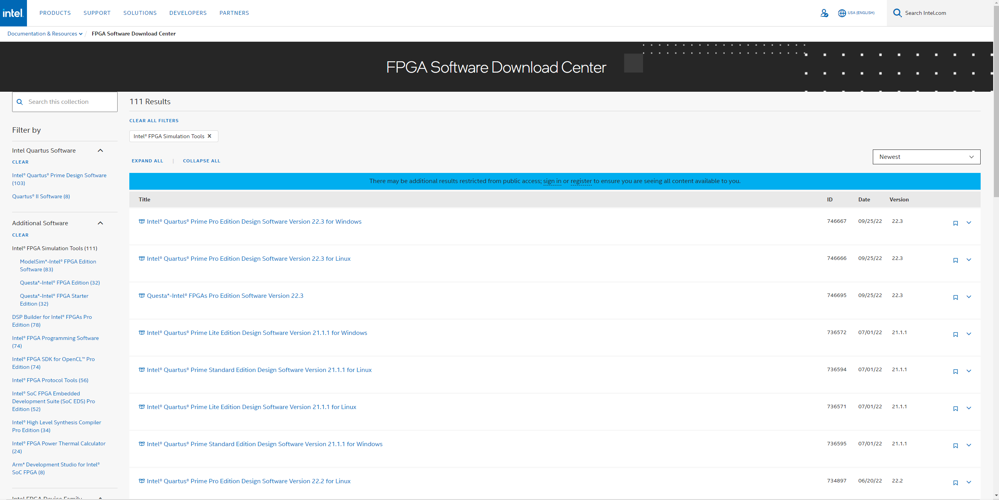 intel.
PRODUCTS SUPPORT SOLUTIONS DEVELOPERS PARTNERS
USA (ENGLISH)
Search Intel.com
Documentation & Resources / FPGA Software Download Center
FPGA Software Download Center
Search this collection
Filter by
Intel Quartus Software
CLEAR
Intel® Quartus® Prime Design Software
(103)
Quartus® II Software (8)
Additional Software
CLEAR
Intel® FPGA Simulation Tools (111)
ModelSim*-Intel® FPGA Edition
Software (83)
Questa*-Intel® FPGA Edition (32)
Questa*-Intel® FPGA Starter
Edition (32)
DSP Builder for Intel® FPGAs Pro
Edition (78)
Intel® FPGA Programming Software
(74)
Intel® FPGA SDK for OpenCL™ Pro
Edition (74)
Intel® FPGA Protocol Tools (56)
Intel® SoC FPGA Embedded
Development Suite (SoC EDS) Pro
Edition (52)
Intel® High Level Synthesis Compiler
Pro Edition (34)
Intel® FPGA Power Thermal Calculator
(24)
Arm* Development Studio for Intel®
SoC FPGA (8)
Intel FPGA Device Family
111 Results
CLEAR ALL FILTERS
Intel® FPGA Simulation Tools ✕
EXPAND ALL | COLLAPSE ALL
Newest
There may be additional results restricted from public access; sign in or register to ensure you are seeing all content available to you.
Title ID Date Version
Intel® Quartus® Prime Pro Edition Design Software Version 22.3 for Windows 746667 09/25/22 22.3
Intel® Quartus® Prime Pro Edition Design Software Version 22.3 for Linux 746666 09/25/22 22.3
Questa*-Intel® FPGAs Pro Edition Software Version 22.3 746695 09/25/22 22.3
Intel® Quartus® Prime Lite Edition Design Software Version 21.1.1 for Windows 736572 07/01/22 21.1.1
Intel® Quartus® Prime Standard Edition Design Software Version 21.1.1 for Linux 736594 07/01/22 21.1.1
Intel® Quartus® Prime Lite Edition Design Software Version 21.1.1 for Linux 736571 07/01/22 21.1.1
Intel® Quartus® Prime Standard Edition Design Software Version 21.1.1 for Windows 736595 07/01/22 21.1.1
Intel® Quartus® Prime Pro Edition Design Software Version 22.2 for Linux 734897 06/20/22 22.2